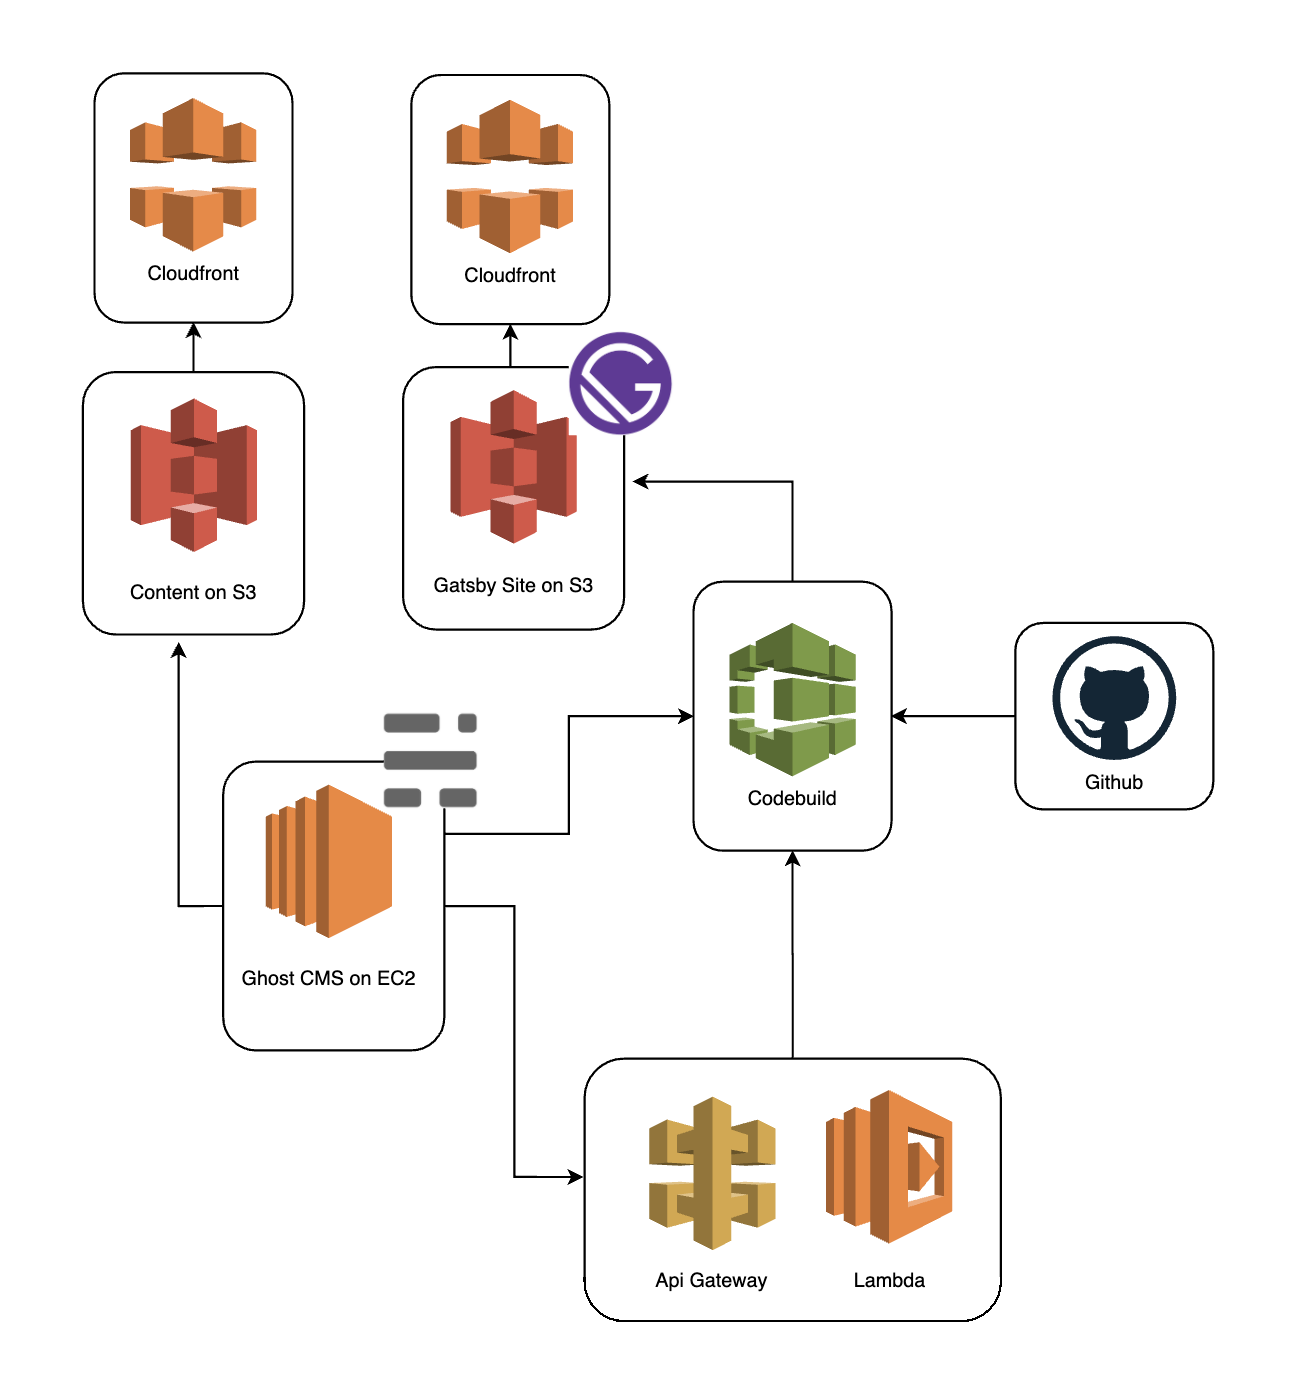 Cloudfront
Cloudfront
Content on S3
Gatsby Site on S3
Codebuild
Github
Ghost CMS on EC2
Api Gateway
Lambda